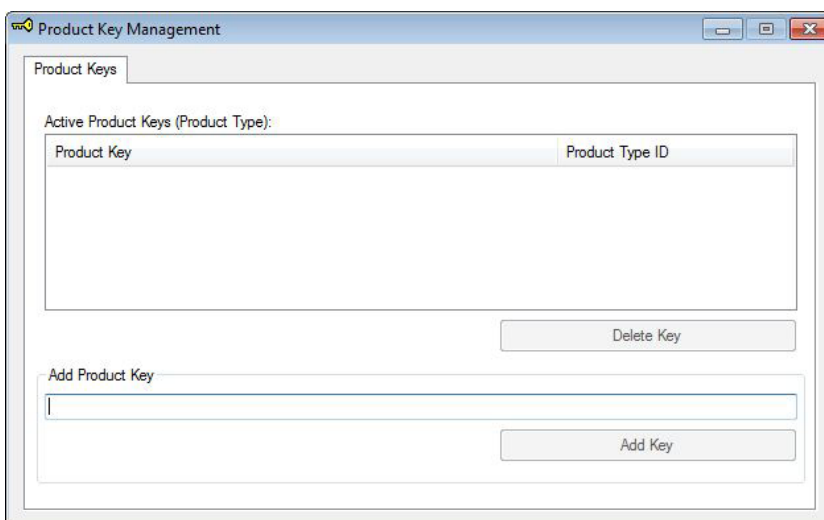 Product Key Management
Product Keys
Active Product Keys (Product Type):
Product Key Product Type ID
Delete Key
Add Product Key
Add Key